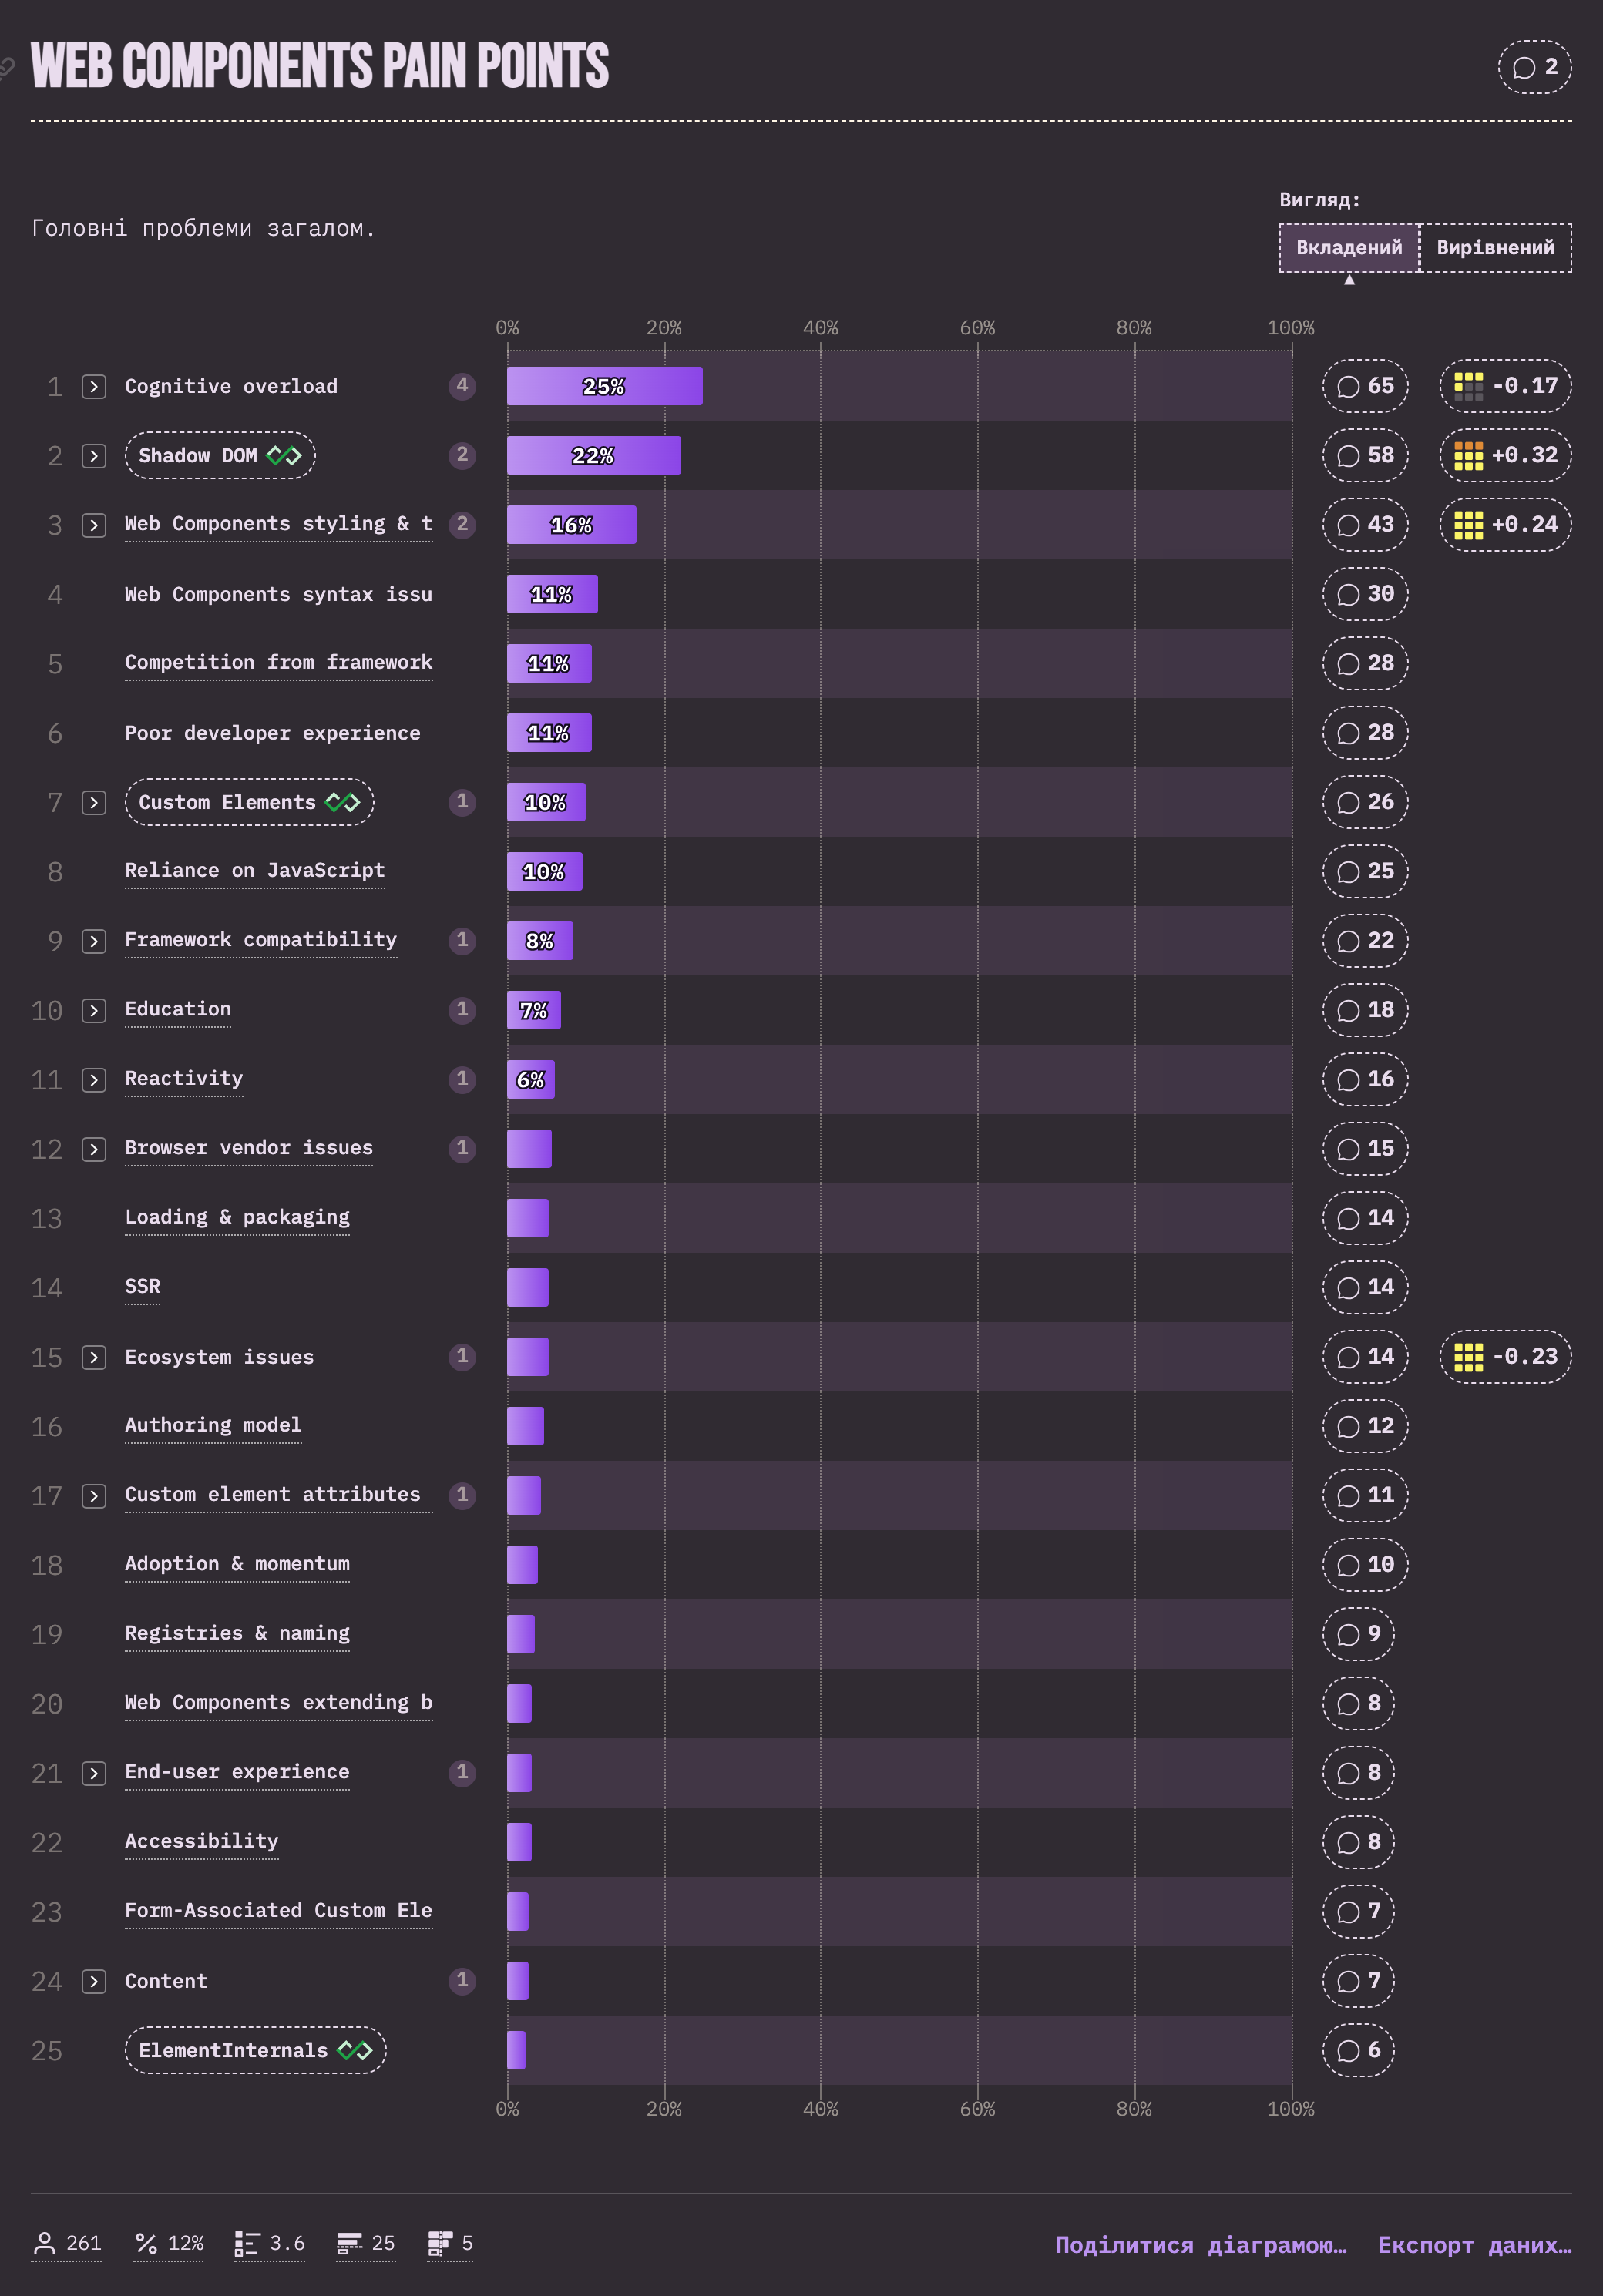 WEB COMPONENTS PAIN POINTS
2
Головні проблеми загалом.
Вигляд:
Вкладений Вирівнений
0% 20% 40% 60% 80% 100%
1 Cognitive overload 4 25% 65 -0.17
2 Shadow DOM 2 22% 58 +0.32
3 Web Components styling & t 2 16% 43 +0.24
4 Web Components syntax issu 11% 30
5 Competition from framework 11% 28
6 Poor developer experience 11% 28
7 Custom Elements 1 10% 26
8 Reliance on JavaScript 10% 25
9 Framework compatibility 1 8% 22
10 Education 1 7% 18
11 Reactivity 1 6% 16
12 Browser vendor issues 1 15
13 Loading & packaging 14
14 SSR 14
15 Ecosystem issues 1 14 -0.23
16 Authoring model 12
17 Custom element attributes 1 11
18 Adoption & momentum 10
19 Registries & naming 9
20 Web Components extending b 8
21 End-user experience 1 8
22 Accessibility 8
23 Form-Associated Custom Ele 7
24 Content 1 7
25 ElementInternals 6
0% 20% 40% 60% 80% 100%
261 12% 3.6 25 5 Поділитися діаграмою… Експорт даних…